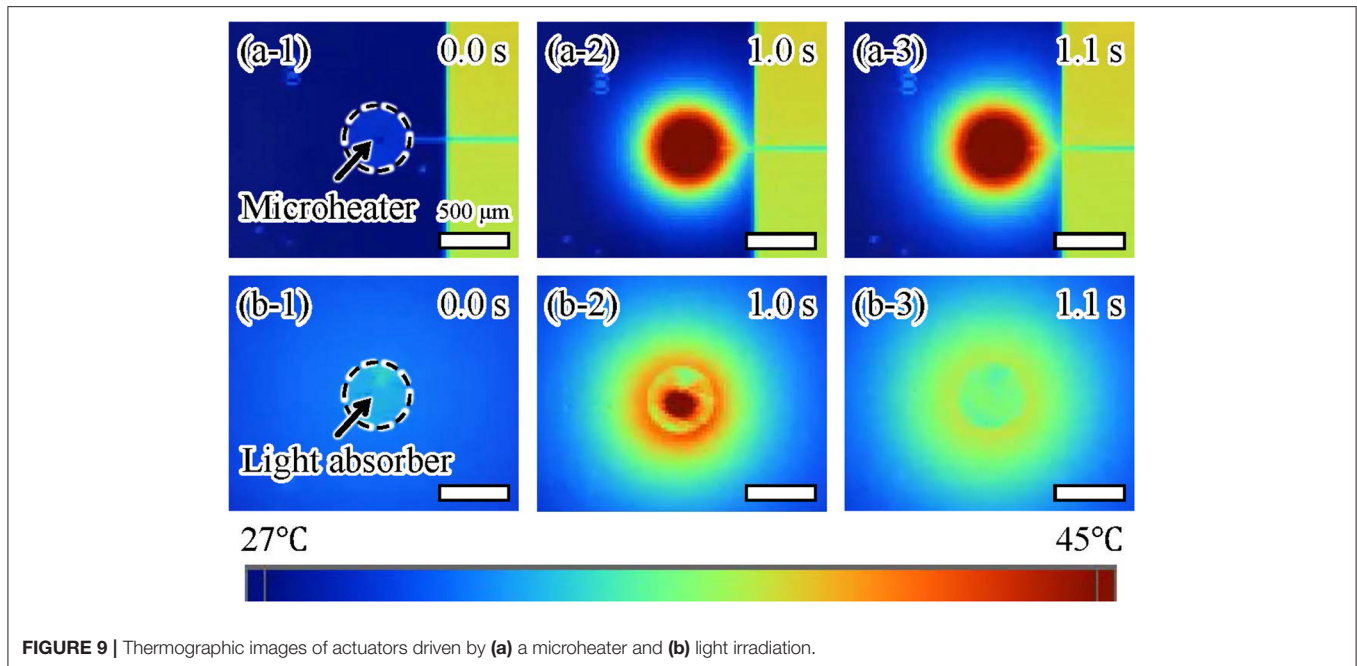 (a-1) 0.0 s
(a-2) 1.0 s
(a-3) 1.1 s
Microheater
500 μm
(b-1) 0.0 s
(b-2) 1.0 s
(b-3) 1.1 s
Light absorber
27°C 45°C
FIGURE 9 | Thermographic images of actuators driven by (a) a microheater and (b) light irradiation.